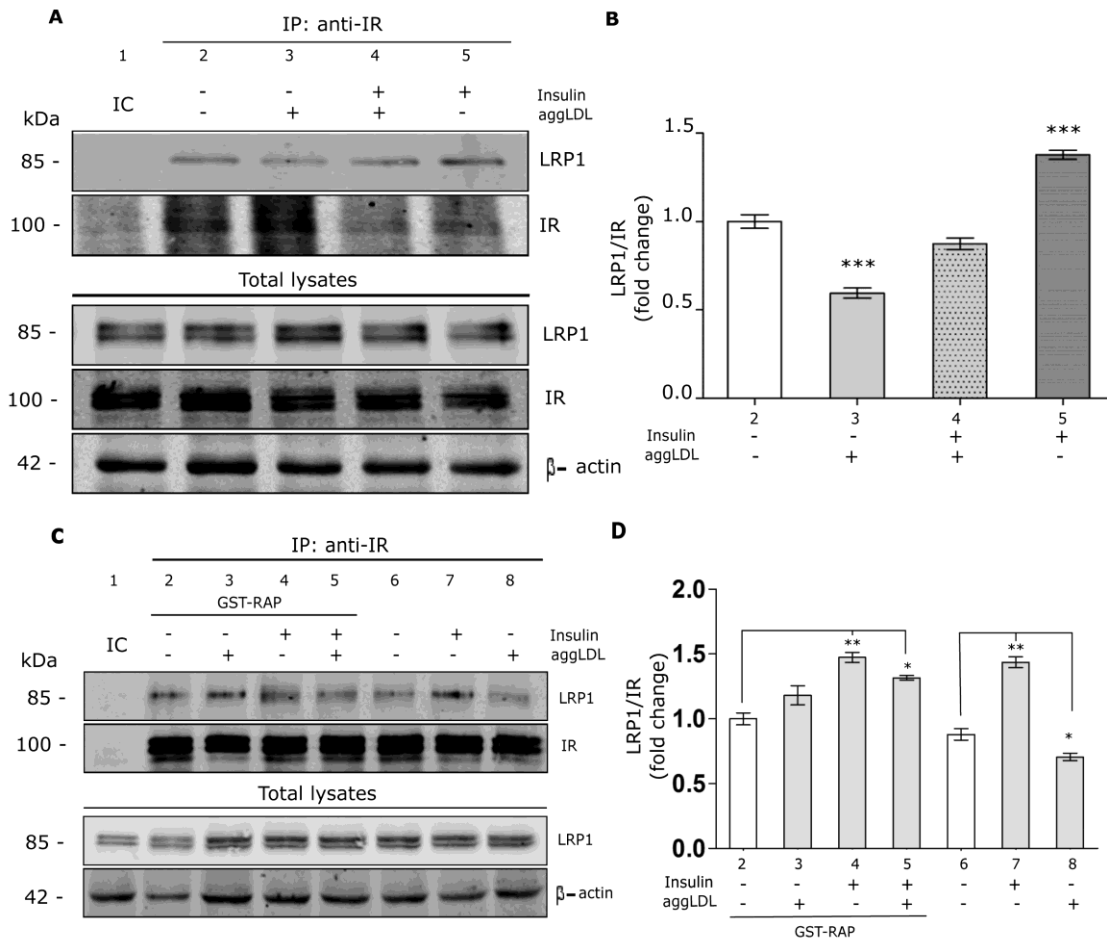 A
IP: anti-IR
1 2 3 4 5
IC - - + + Insulin
- + + - aggLDL
kDa
85 - LRP1
100 - IR
Total lysates
85 - LRP1
100 - IR
42 - β- actin
B
LRP1/IR
(fold change)
1.5
1.0
0.5
0.0
***
***
2 3 4 5
Insulin - - + +
aggLDL - + + -
C
IP: anti-IR
1 2 3 4 5 6 7 8
GST-RAP
IC - - + + - + - Insulin
- + - + - - + aggLDL
kDa
85 - LRP1
100 - IR
Total lysates
85 - LRP1
42 - β- actin
D
LRP1/IR
(fold change)
2.0
1.5
1.0
0.5
0.0
** * ** *
2 3 4 5 6 7 8
Insulin - - + + - + -
aggLDL - + - + - - +
GST-RAP